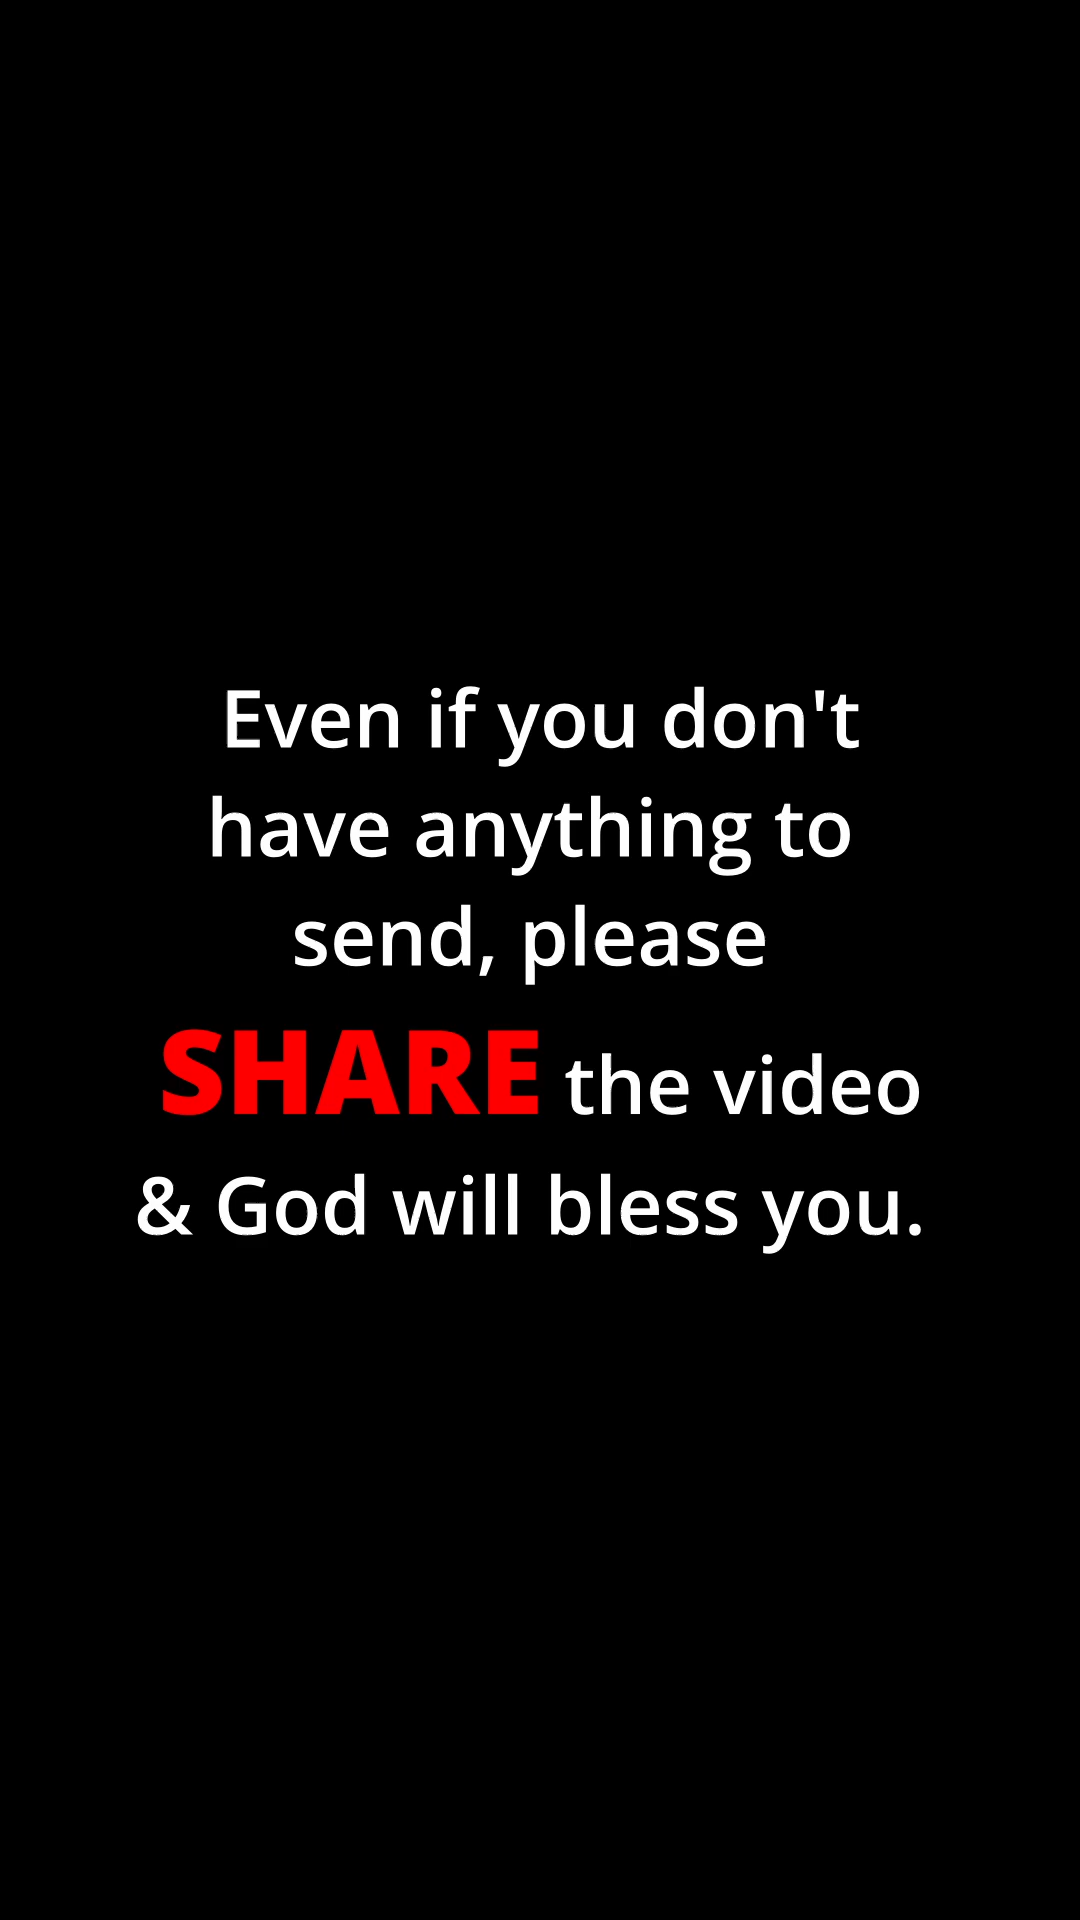 Even if you don't
have anything to
send, please
SHARE the video
& God will bless you.